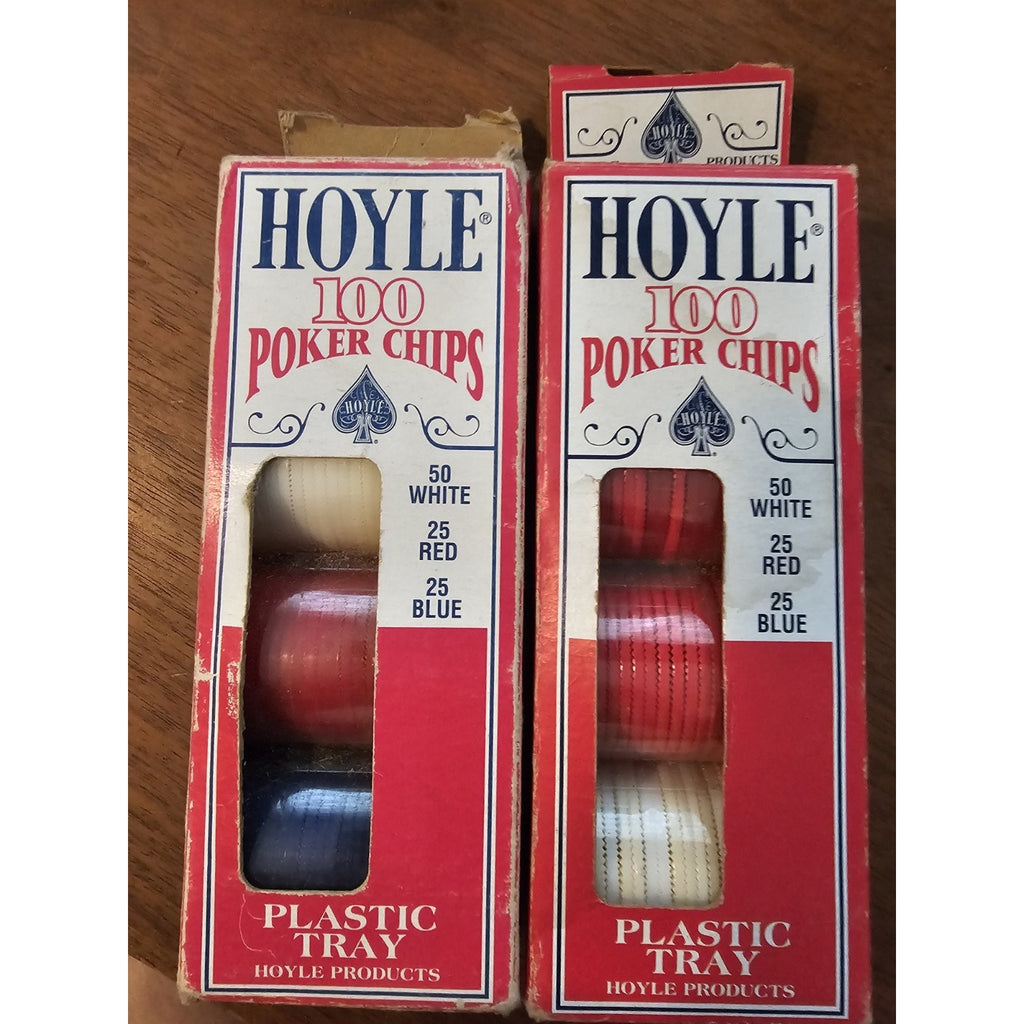 HOYLE®
100
POKER CHIPS
HOYLE
®
50
WHITE
25
RED
25
BLUE
PLASTIC
TRAY
HOYLE PRODUCTS
HOYLE
PRODUCTS
HOYLE®
100
POKER CHIPS
HOYLE
®
50
WHITE
25
RED
25
BLUE
PLASTIC
TRAY
HOYLE PRODUCTS